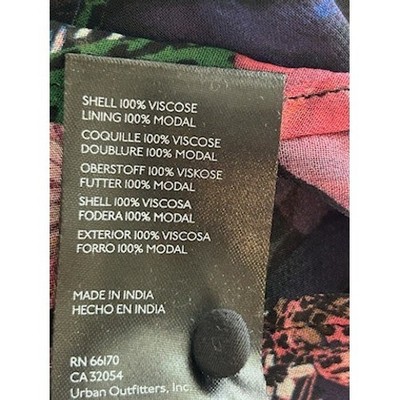 SHELL 100% VISCOSE
LINING 100% MODAL
COQUILLE 100% VISCOSE
DOUBLURE 100% MODAL
OBERSTOFF 100% VISKOSE
FUTTER 100% MODAL
SHELL 100% VISCOSA
FODERA 100% MODAL
EXTERIOR 100% VISCOSA
FORRO 100% MODAL
MADE IN INDIA
HECHO EN INDIA
RN 66170
CA 32054
Urban Outfitters, Inc.